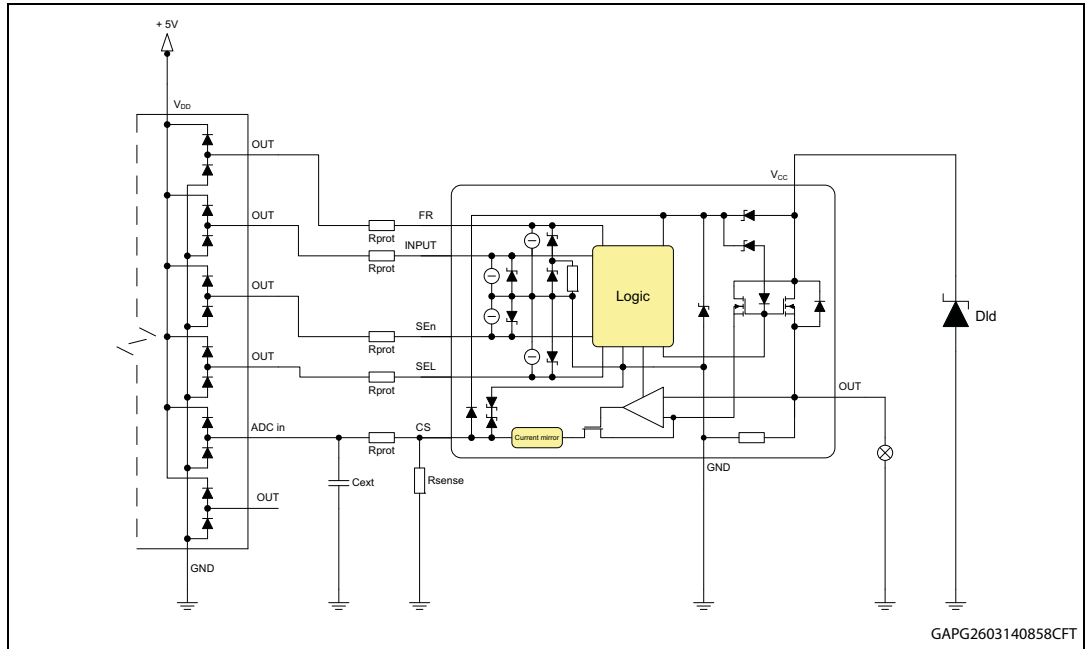 + 5V
VDD
OUT
FR
Rprot
OUT
INPUT
Rprot
OUT
SEn
Rprot
OUT
SEL
Rprot
ADC in
CS
Rprot
Cext
Rsense
OUT
GND
VCC
Logic
Current mirror
OUT
GND
Dld
GAPG2603140858CFT